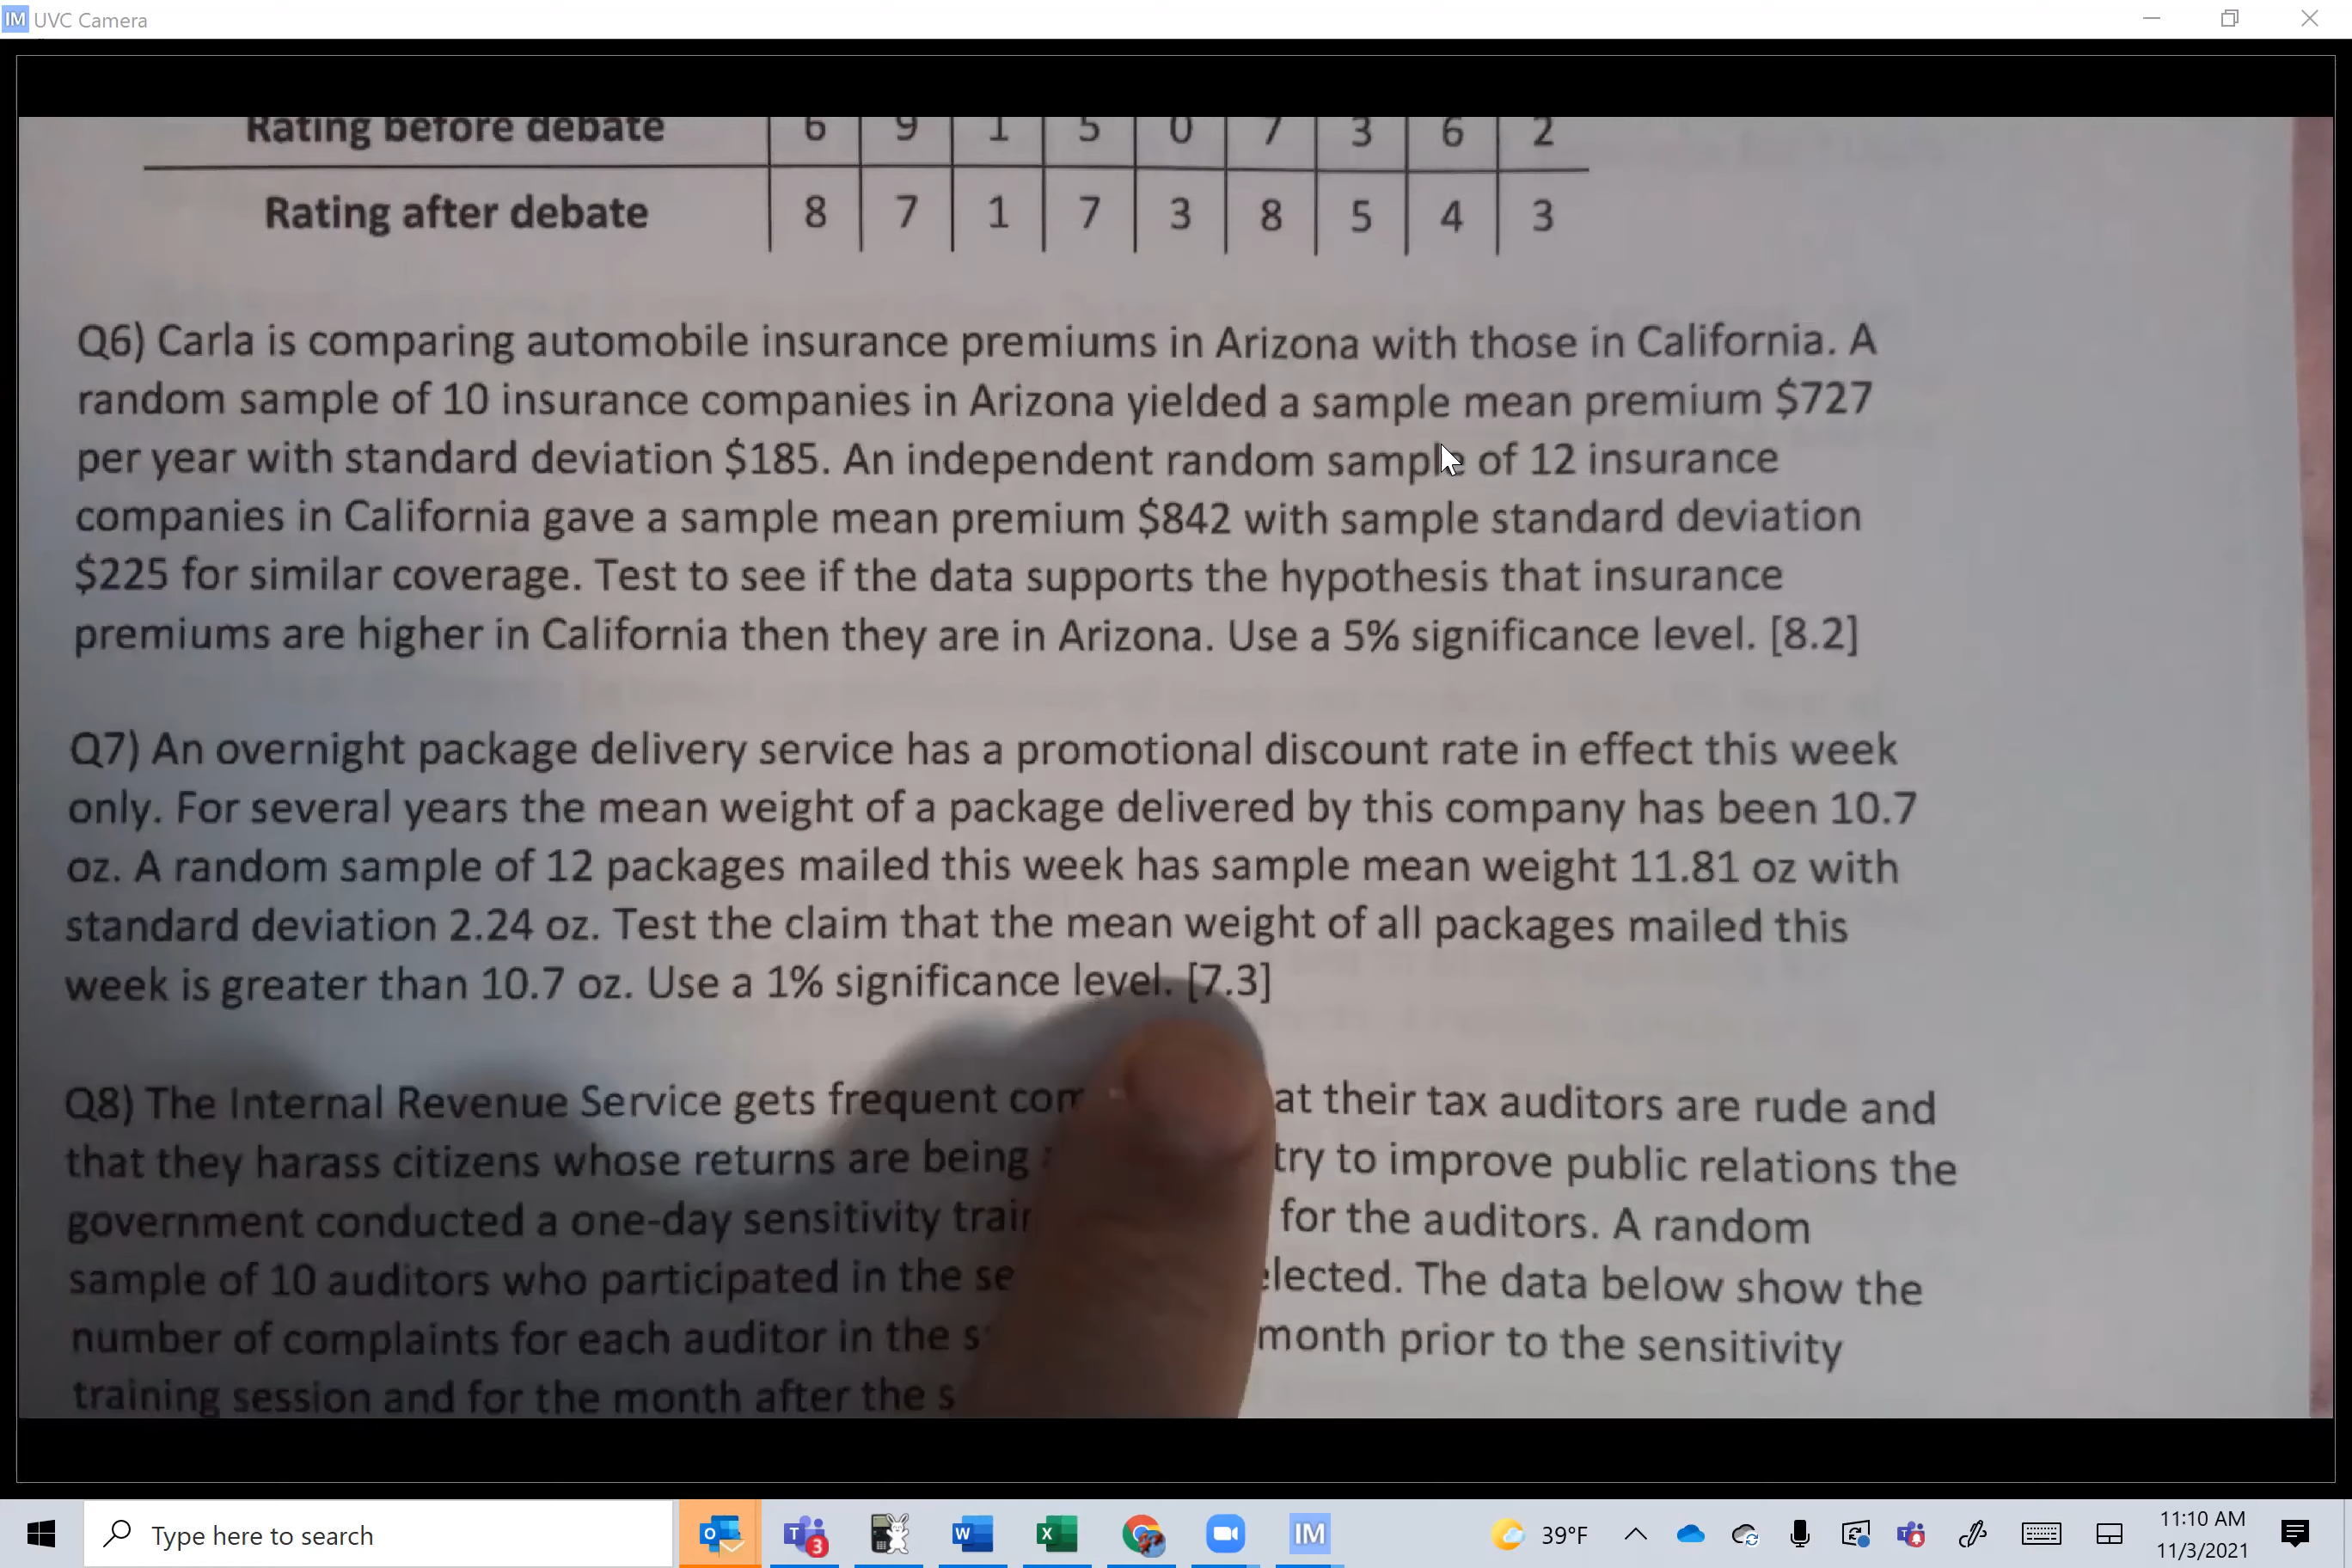 IM UVC Camera
Rating before debate 6 9 1 5 0 7 3 6 2
Rating after debate 8 7 1 7 3 8 5 4 3
Q6) Carla is comparing automobile insurance premiums in Arizona with those in California. A
random sample of 10 insurance companies in Arizona yielded a sample mean premium $727
per year with standard deviation $185. An independent random sample of 12 insurance
companies in California gave a sample mean premium $842 with sample standard deviation
$225 for similar coverage. Test to see if the data supports the hypothesis that insurance
premiums are higher in California then they are in Arizona. Use a 5% significance level. [8.2]
Q7) An overnight package delivery service has a promotional discount rate in effect this week
only. For several years the mean weight of a package delivered by this company has been 10.7
oz. A random sample of 12 packages mailed this week has sample mean weight 11.81 oz with
standard deviation 2.24 oz. Test the claim that the mean weight of all packages mailed this
week is greater than 10.7 oz. Use a 1% significance level. [7.3]
Q8) The Internal Revenue Service gets frequent com at their tax auditors are rude and
that they harass citizens whose returns are being try to improve public relations the
government conducted a one-day sensitivity train for the auditors. A random
sample of 10 auditors who participated in the se elected. The data below show the
number of complaints for each auditor in the s month prior to the sensitivity
training session and for the month after the s
Type here to search
O
T 3
W
X
IM
39°F
11:10 AM
11/3/2021